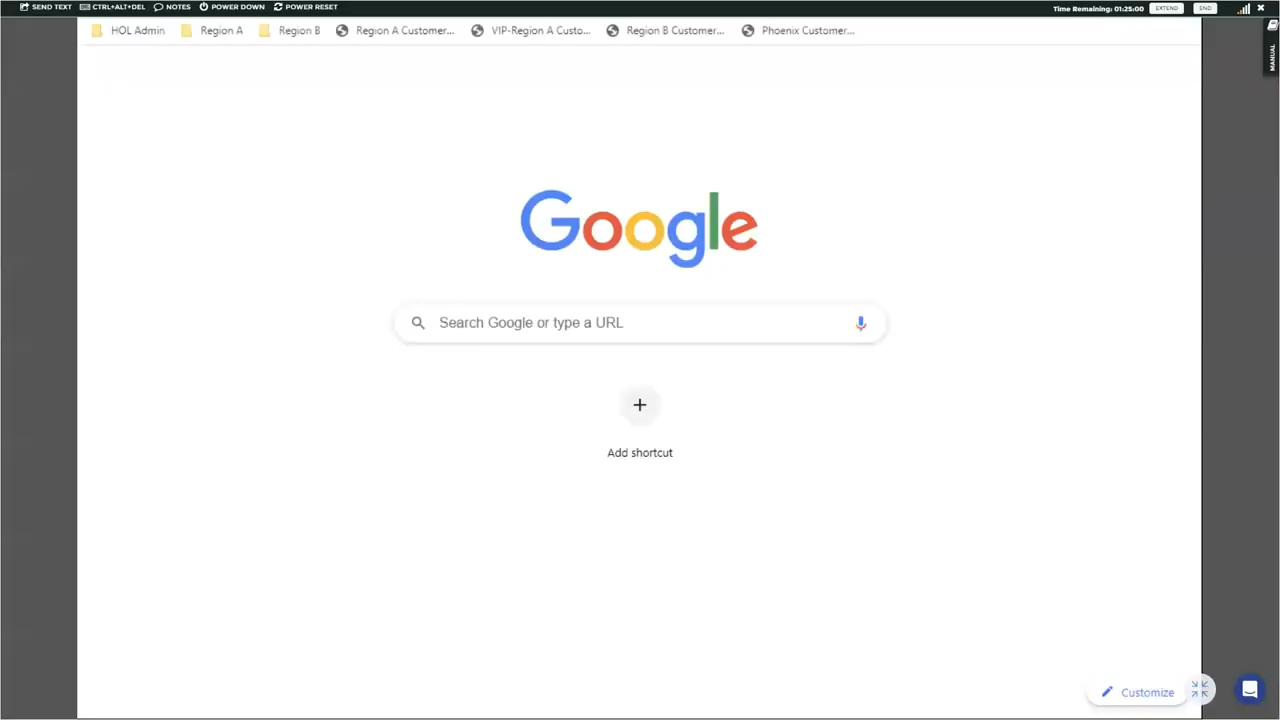 SEND TEXT CTRL+ALT+DEL NOTES POWER DOWN POWER RESET Time Remaining: 01:25:00 EXTEND END
HOL Admin Region A Region B Region A Customer... VIP-Region A Custo... Region B Customer... Phoenix Customer...
MANUAL
Google
Search Google or type a URL
Add shortcut
Customize